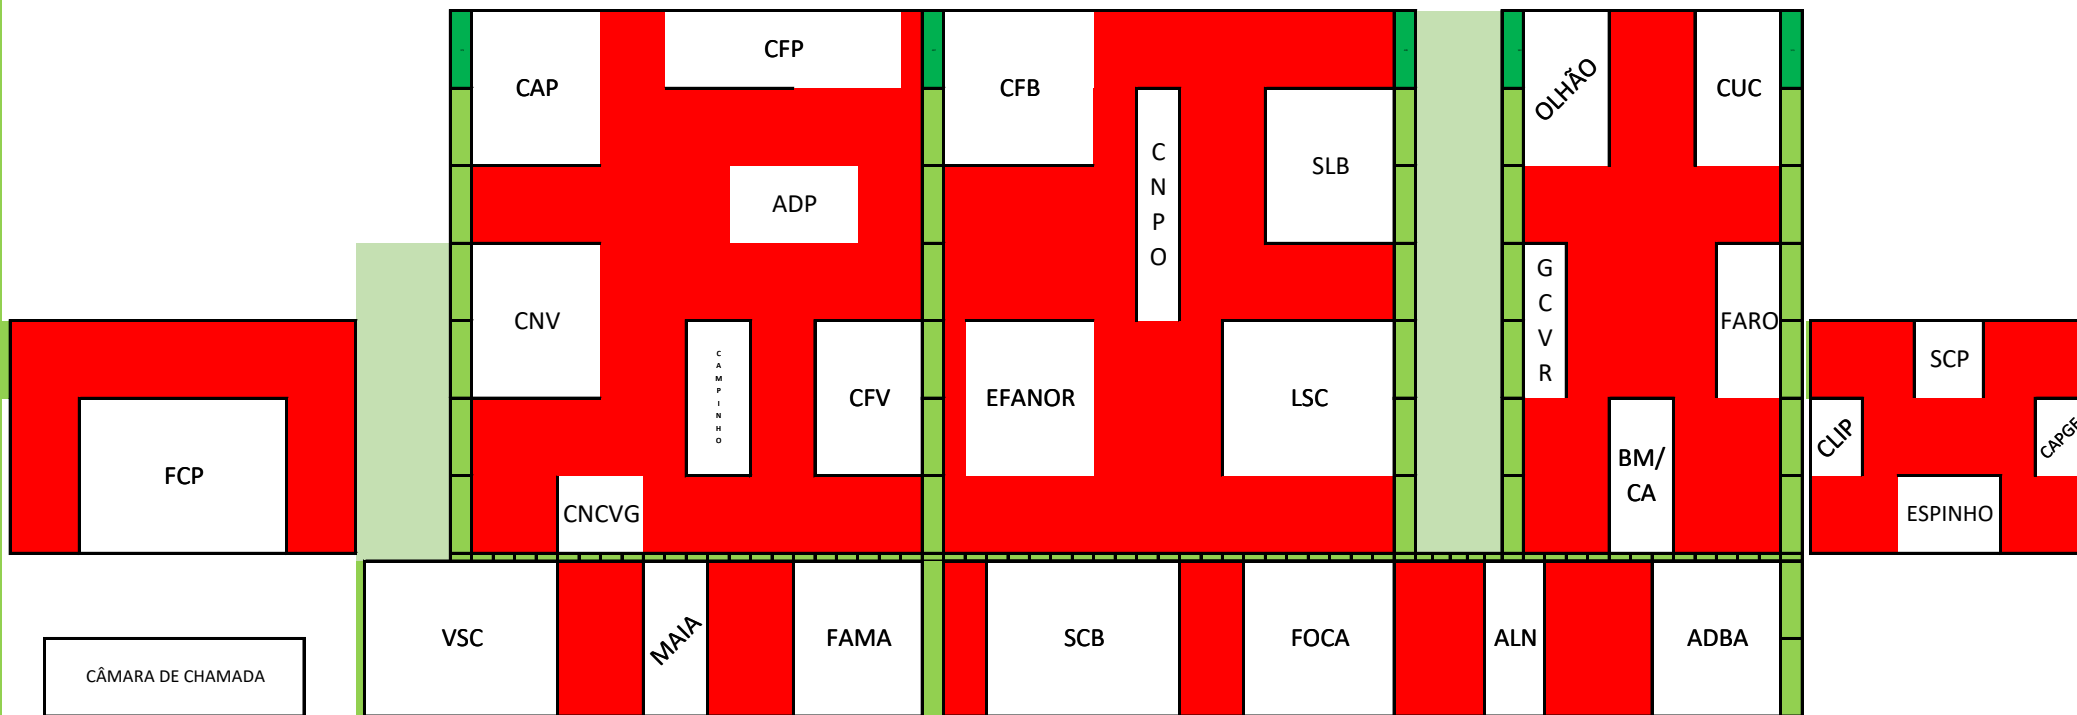 CAP
CFP
CFB
OLHÃO
CUC
C
N
P
O
SLB
ADP
CNV
G
C
V
R
FARO
C
A
M
P
I
N
H
O
CFV
EFANOR
LSC
SCP
FCP
BM/
CA
CLIP
CAPGE
CNCVG
ESPINHO
VSC
MAIA
FAMA
SCB
FOCA
ALN
ADBA
CÂMARA DE CHAMADA